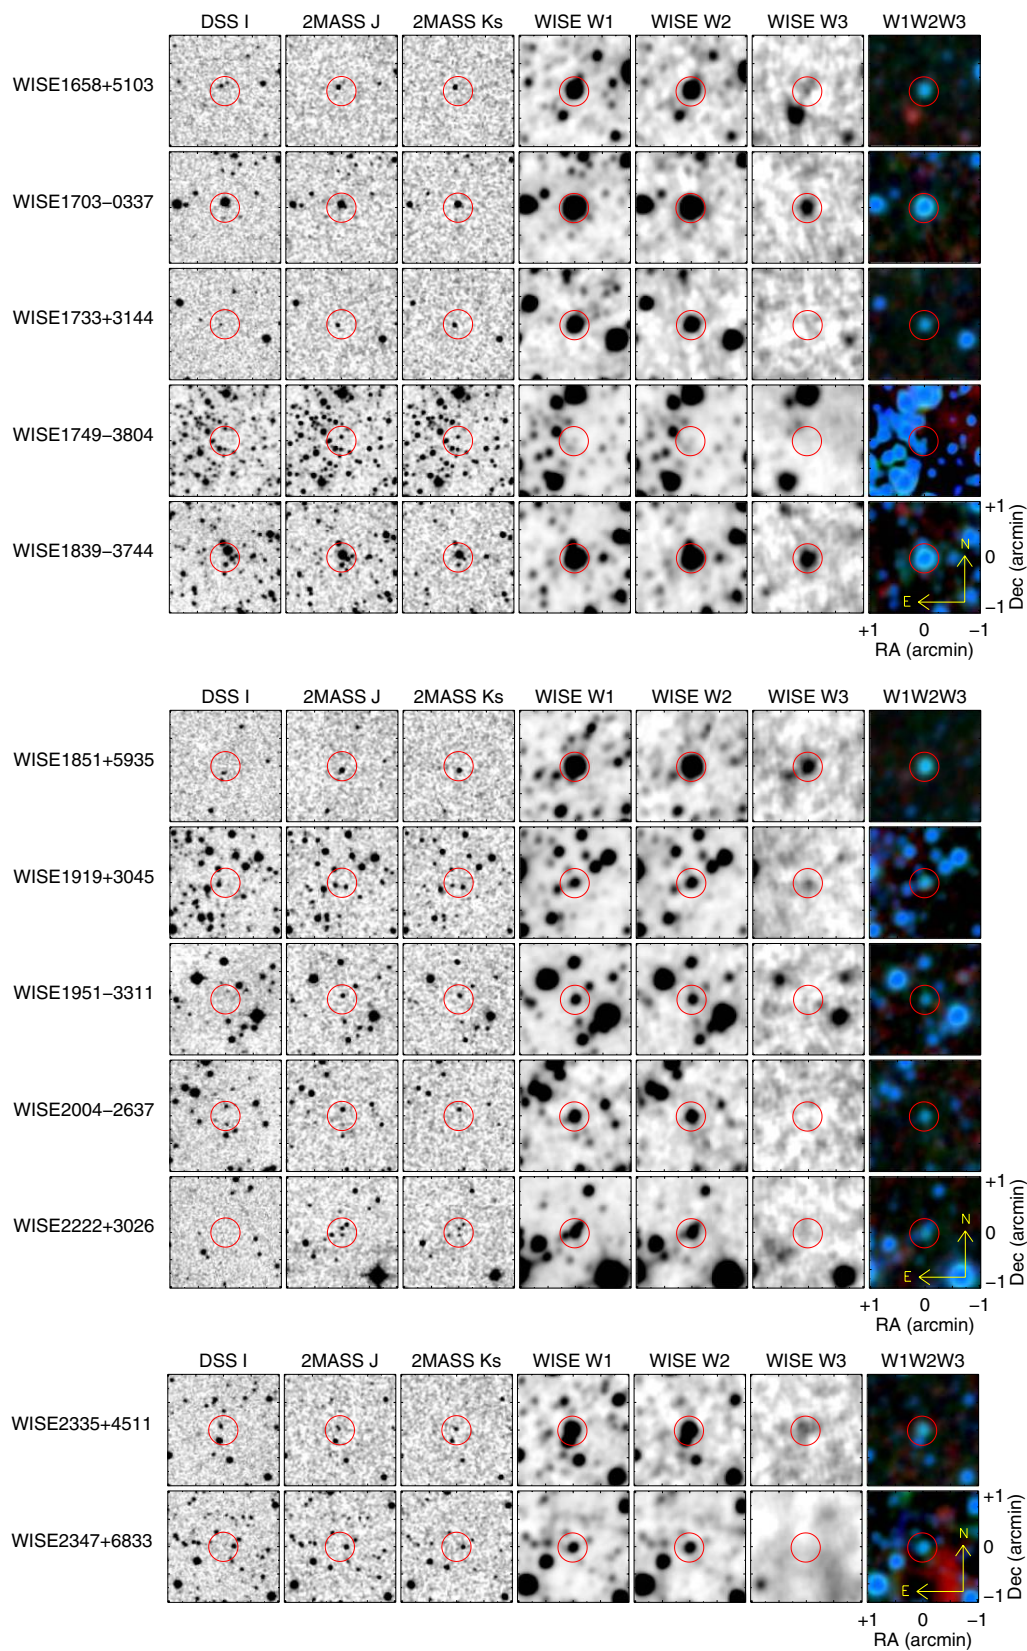 DSS I 2MASS J 2MASS Ks WISE W1 WISE W2 WISE W3 W1W2W3
WISE1658+5103
WISE1703−0337
WISE1733+3144
WISE1749−3804
WISE1839−3744
+1
0
−1
Dec (arcmin)
N
E
+1 0 −1
RA (arcmin)
DSS I 2MASS J 2MASS Ks WISE W1 WISE W2 WISE W3 W1W2W3
WISE1851+5935
WISE1919+3045
WISE1951−3311
WISE2004−2637
WISE2222+3026
+1
0
−1
Dec (arcmin)
N
E
+1 0 −1
RA (arcmin)
DSS I 2MASS J 2MASS Ks WISE W1 WISE W2 WISE W3 W1W2W3
WISE2335+4511
WISE2347+6833
+1
0
−1
Dec (arcmin)
N
E
+1 0 −1
RA (arcmin)